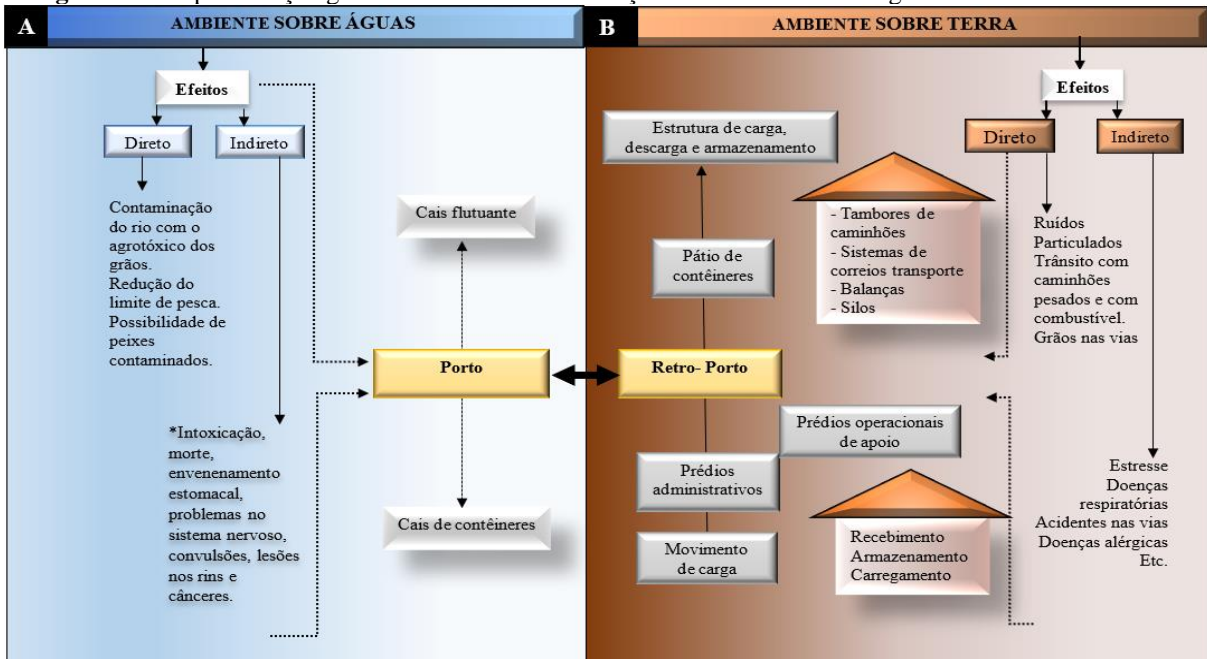 A
AMBIENTE SOBRE ÁGUAS
Efeitos
Direto
Indireto
Contaminação
do rio com o
agrotóxico dos
grãos.
Redução do
limite de pesca.
Possibilidade de
peixes
contaminados.
*Intoxicação,
morte,
envenenamento
estomacal,
problemas no
sistema nervoso,
convulsões, lesões
nos rins e
cânceres.
Cais flutuante
Porto
Cais de contêineres
B
AMBIENTE SOBRE TERRA
Estrutura de carga,
descarga e armazenamento
Pátio de
contêineres
Retro- Porto
Prédios operacionais
de apoio
Prédios
administrativos
Movimento
de carga
- Tambores de
caminhões
- Sistemas de
correios transporte
- Balanças
- Silos
Recebimento
Armazenamento
Carregamento
Efeitos
Direto
Indireto
Ruídos
Particulados
Trânsito com
caminhões
pesados e com
combustível.
Grãos nas vias
Estresse
Doenças
respiratórias
Acidentes nas vias
Doenças alérgicas
Etc.